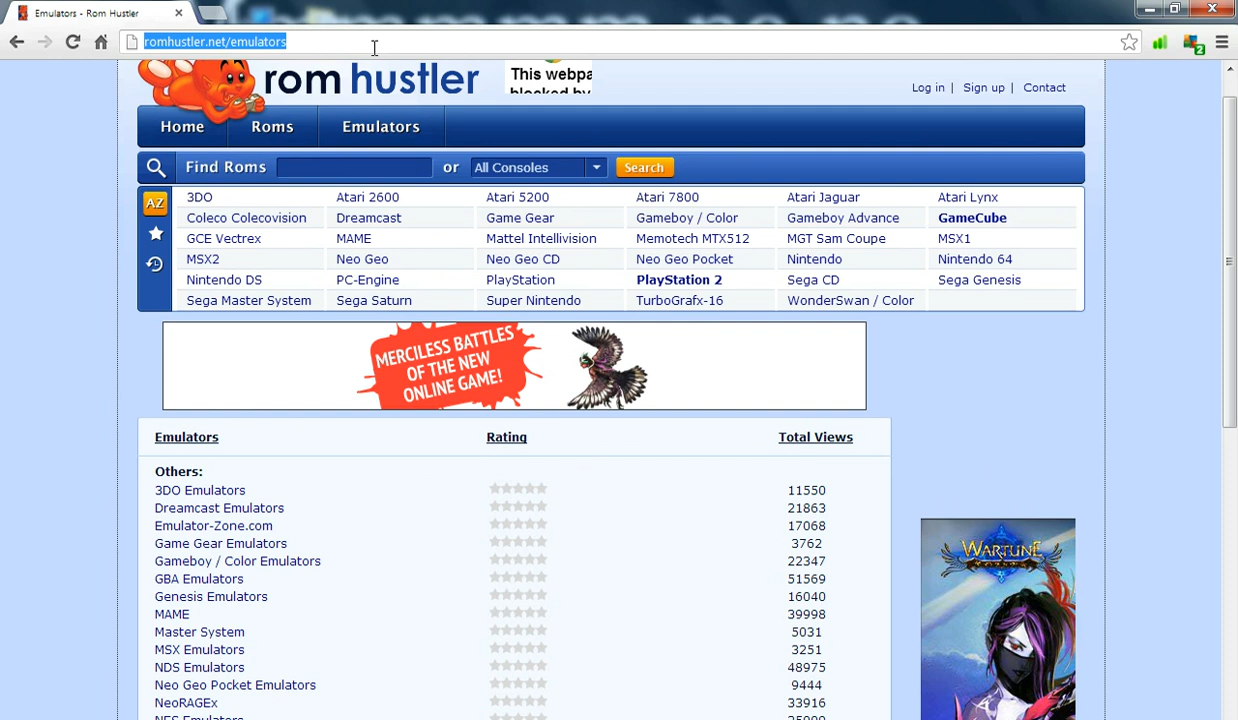 Emulators - Rom Hustler
romhustler.net/emulators
2
rom hustler
This webpa
blocked by
Log in | Sign up | Contact
Home Roms Emulators
Find Roms or All Consoles Search
AZ
3DO Atari 2600 Atari 5200 Atari 7800 Atari Jaguar Atari Lynx
Coleco Colecovision Dreamcast Game Gear Gameboy / Color Gameboy Advance GameCube
GCE Vectrex MAME Mattel Intellivision Memotech MTX512 MGT Sam Coupe MSX1
MSX2 Neo Geo Neo Geo CD Neo Geo Pocket Nintendo Nintendo 64
Nintendo DS PC-Engine PlayStation PlayStation 2 Sega CD Sega Genesis
Sega Master System Sega Saturn Super Nintendo TurboGrafx-16 WonderSwan / Color
MERCILESS BATTLES
OF THE NEW
ONLINE GAME!
Emulators Rating Total Views
Others:
3DO Emulators 11550
Dreamcast Emulators 21863
Emulator-Zone.com 17068
Game Gear Emulators 3762
Gameboy / Color Emulators 22347
GBA Emulators 51569
Genesis Emulators 16040
MAME 39998
Master System 5031
MSX Emulators 3251
NDS Emulators 48975
Neo Geo Pocket Emulators 9444
NeoRAGEx 33916
NES Emulators
WARTUNE